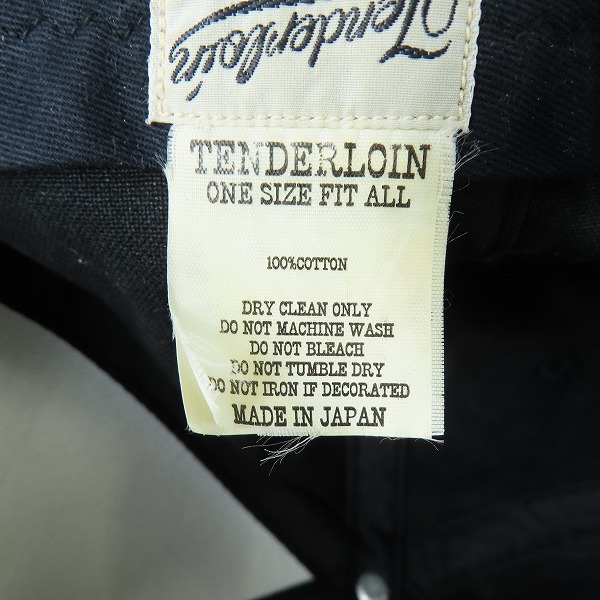 Tenderloin
TENDERLOIN
ONE SIZE FIT ALL
100%COTTON
DRY CLEAN ONLY
DO NOT MACHINE WASH
DO NOT BLEACH
DO NOT TUMBLE DRY
DO NOT IRON IF DECORATED
MADE IN JAPAN